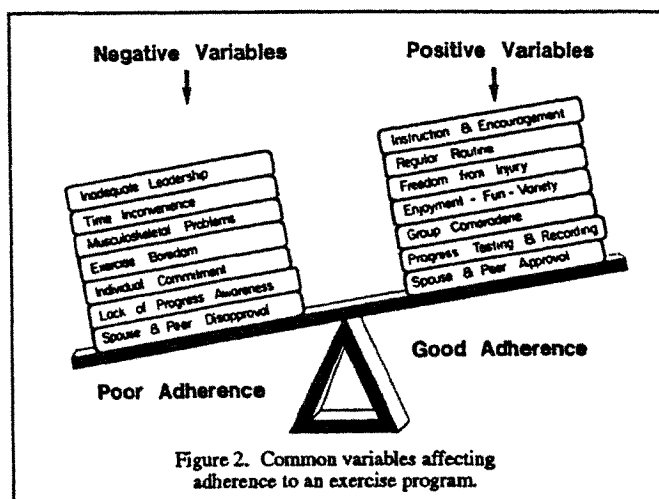 Negative Variables
Positive Variables
Inadequate Leadership
Time Inconvenience
Musculoskeletal Problems
Exercise Boredom
Individual Commitment
Lack of Progress Awareness
Spouse & Peer Disapproval
Instruction & Encouragement
Regular Routine
Freedom from Injury
Enjoyment - Fun - Variety
Group Camaraderie
Progress Testing & Recording
Spouse & Peer Approval
Poor Adherence
Good Adherence
Figure 2. Common variables affecting
adherence to an exercise program.